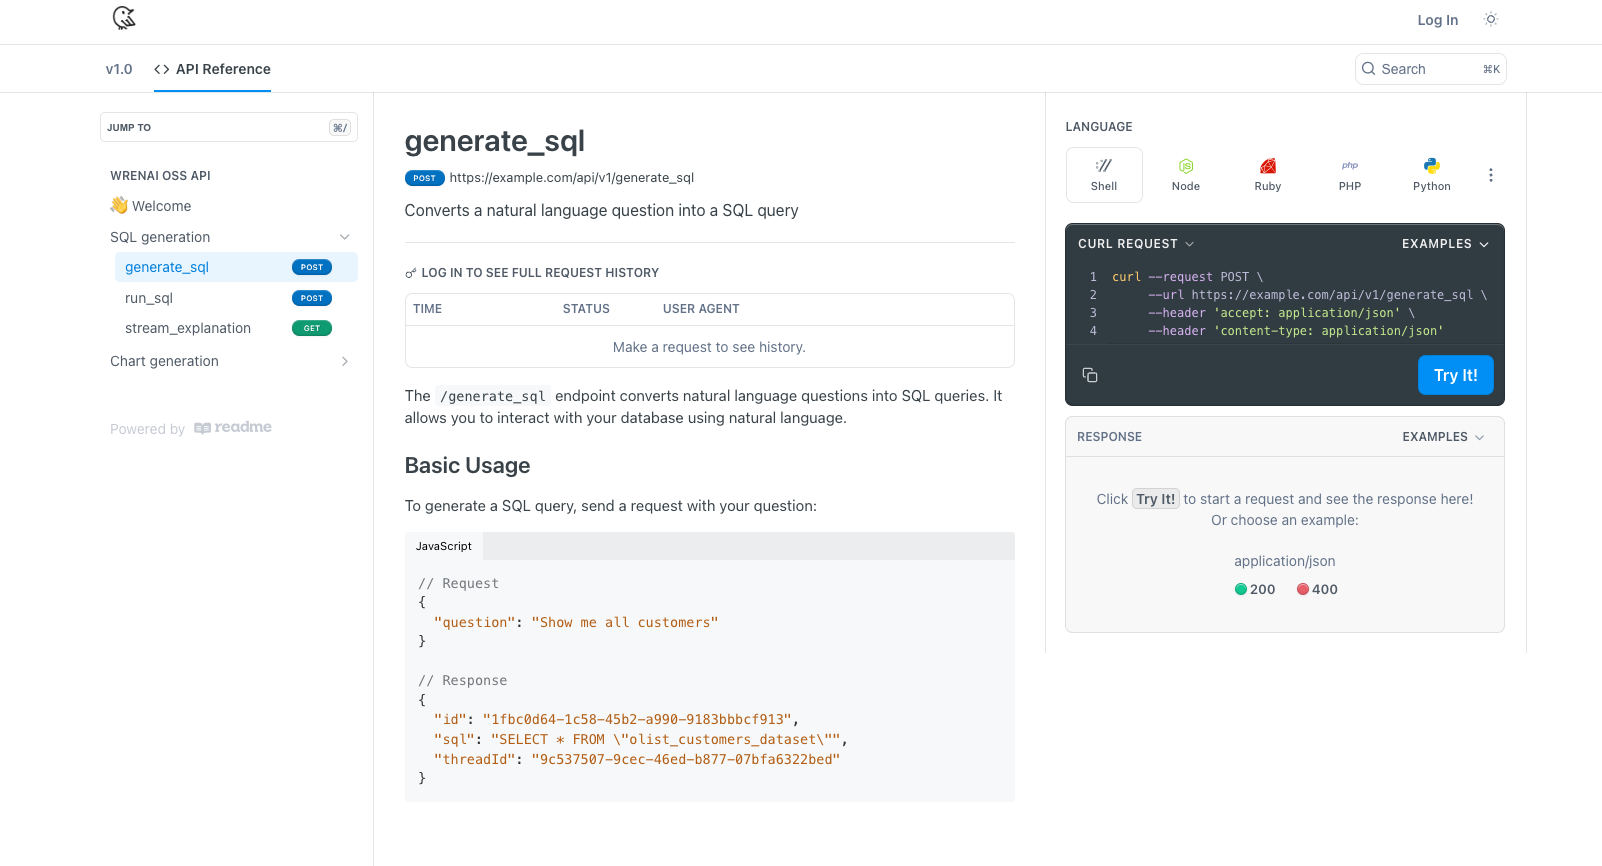 Log In
v1.0
<> API Reference
Search
⌘K
JUMP TO
⌘/
WRENAI OSS API
👋 Welcome
SQL generation
generate_sql POST
run_sql POST
stream_explanation GET
Chart generation
Powered by readme
generate_sql
POST https://example.com/api/v1/generate_sql
Converts a natural language question into a SQL query
LOG IN TO SEE FULL REQUEST HISTORY
TIME STATUS USER AGENT
Make a request to see history.
The /generate_sql endpoint converts natural language questions into SQL queries. It
allows you to interact with your database using natural language.
Basic Usage
To generate a SQL query, send a request with your question:
JavaScript
// Request
{
"question": "Show me all customers"
}
// Response
{
"id": "1fbc0d64-1c58-45b2-a990-9183bbbcf913",
"sql": "SELECT * FROM \"olist_customers_dataset\"",
"threadId": "9c537507-9cec-46ed-b877-07bfa6322bed"
}
LANGUAGE
Shell
Node
Ruby
php
PHP
Python
CURL REQUEST EXAMPLES
1 curl --request POST \
2 --url https://example.com/api/v1/generate_sql \
3 --header 'accept: application/json' \
4 --header 'content-type: application/json'
Try It!
RESPONSE EXAMPLES
Click Try It! to start a request and see the response here!
Or choose an example:
application/json
200 400